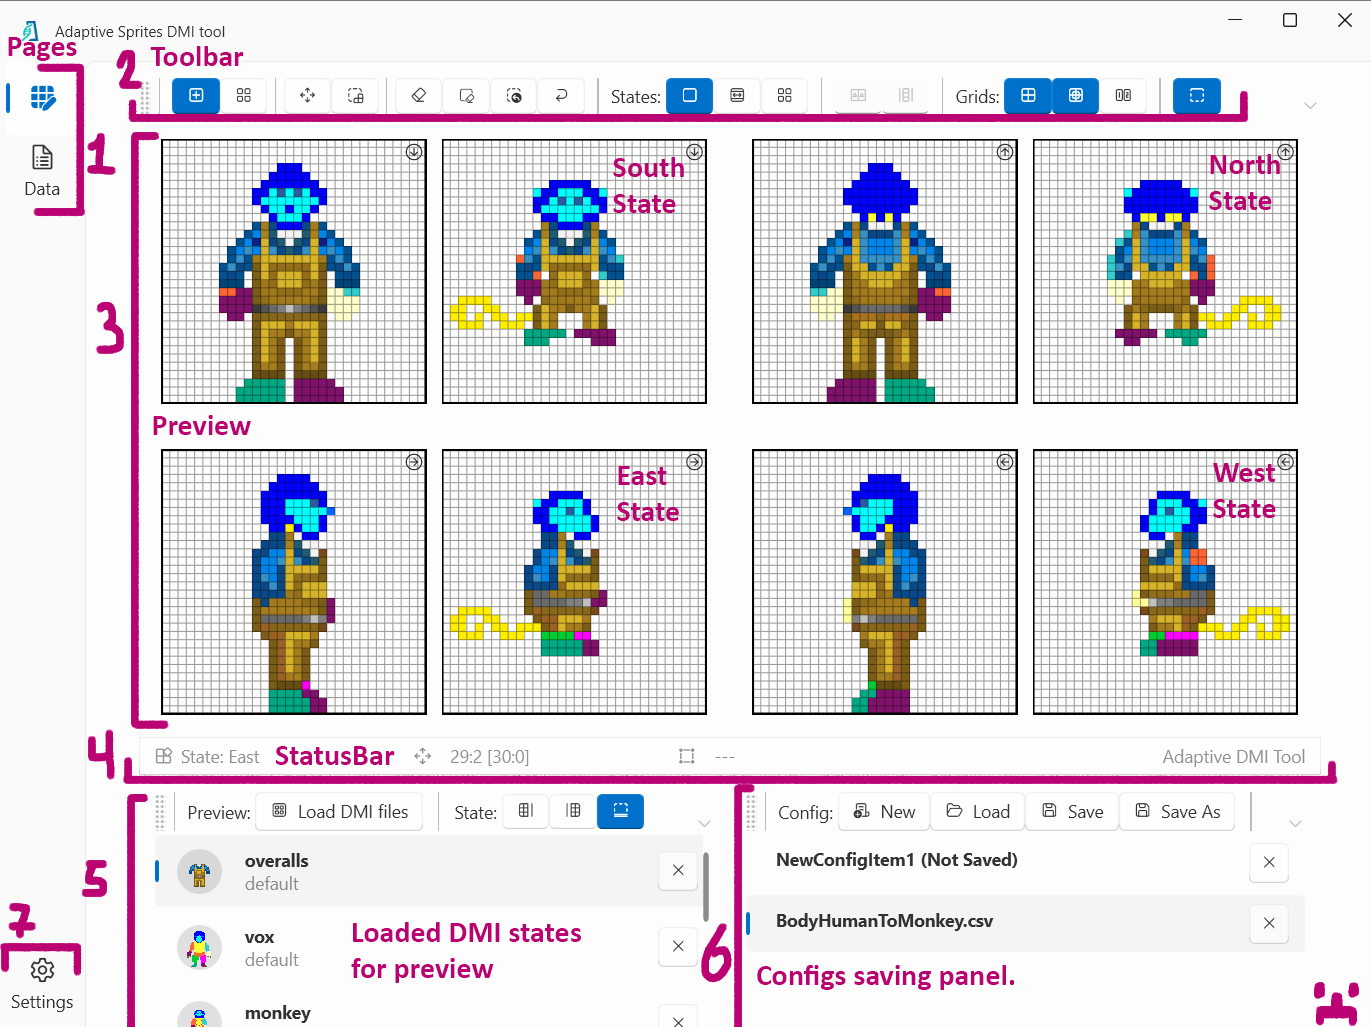 Adaptive Sprites DMI tool
Pages
2 Toolbar
States:
Grids:
1
Data
South
State
North
State
3
Preview
East
State
West
State
4
State: East
StatusBar
29:2 [30:0]
---
Adaptive DMI Tool
5
Preview:
Load DMI files
State:
overalls
default
vox
default
monkey
Loaded DMI states
for preview
6
Config:
New
Load
Save
Save As
NewConfigItem1 (Not Saved)
BodyHumanToMonkey.csv
Configs saving panel.
7
Settings